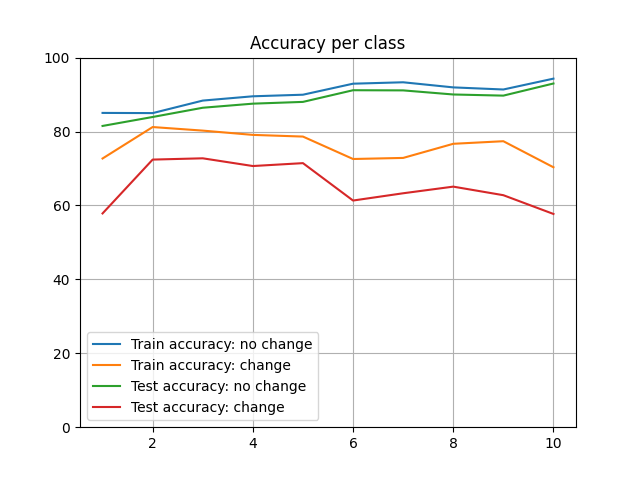 Accuracy per class
100
80
60
40
20
0
Train accuracy: no change
Train accuracy: change
Test accuracy: no change
Test accuracy: change
2 4 6 8 10